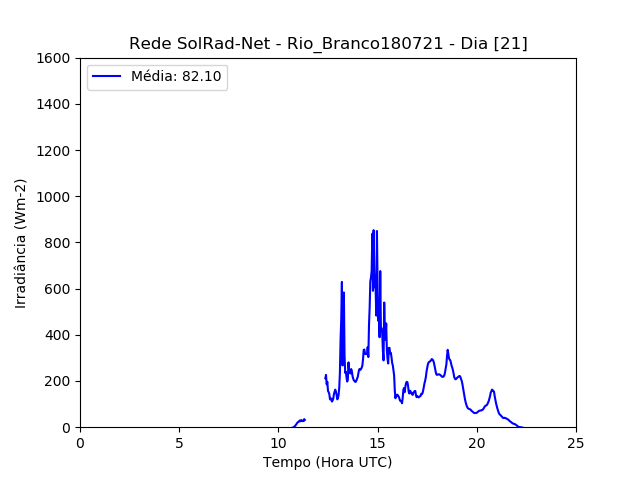 Rede SolRad-Net - Rio_Branco180721 - Dia [21]
Média: 82.10
Irradiância (Wm-2)
1600
1400
1200
1000
800
600
400
200
0
0 5 10 15 20 25
Tempo (Hora UTC)